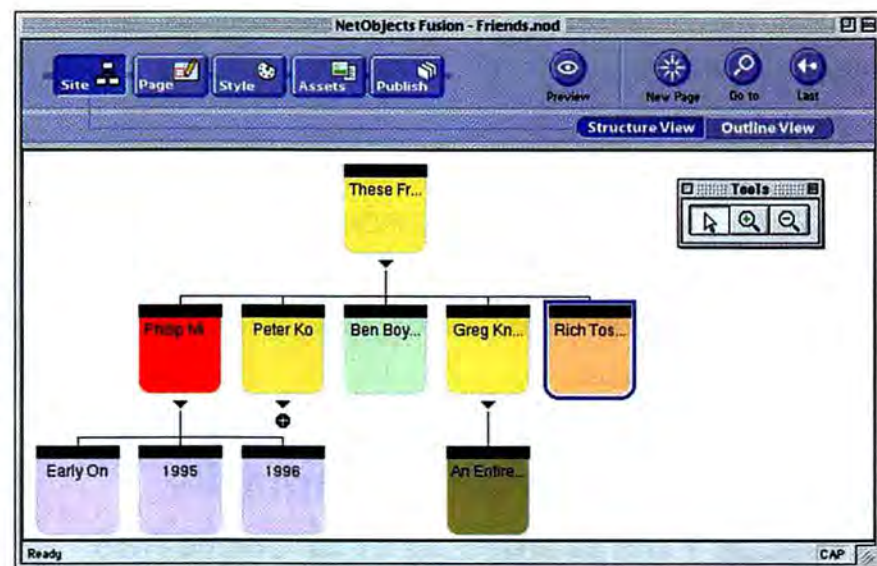 NetObjects Fusion - Friends.nod
Site Page Style Assets Publish Preview New Page Go to Last
Structure View Outline View
These Fr...
Tools
Philip Mi Peter Ko Ben Boy... Greg Kn... Rich Tos...
Early On 1995 1996 An Entire...
Ready CAP